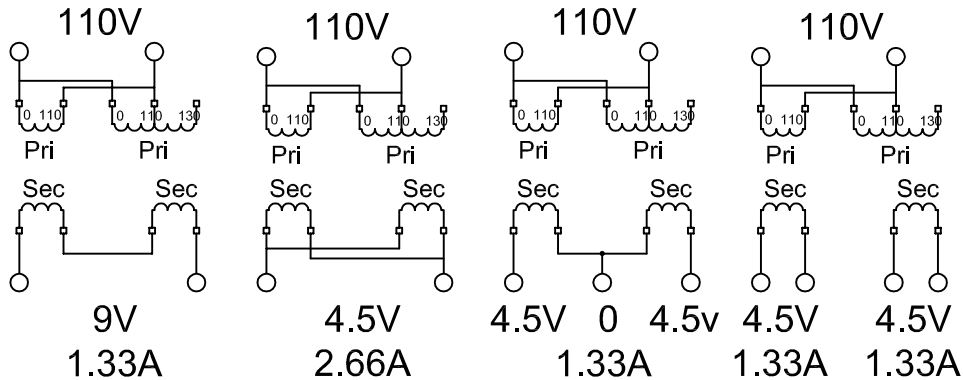 110V 110V 110V 110V
0 110 0 110 130 0 110 0 110 130 0 110 0 110 130 0 110 0 110 130
Pri Pri Pri Pri Pri Pri Pri Pri
Sec Sec Sec Sec Sec Sec Sec Sec
9V 4.5V 4.5V 0 4.5v 4.5V 4.5V
1.33A 2.66A 1.33A 1.33A 1.33A